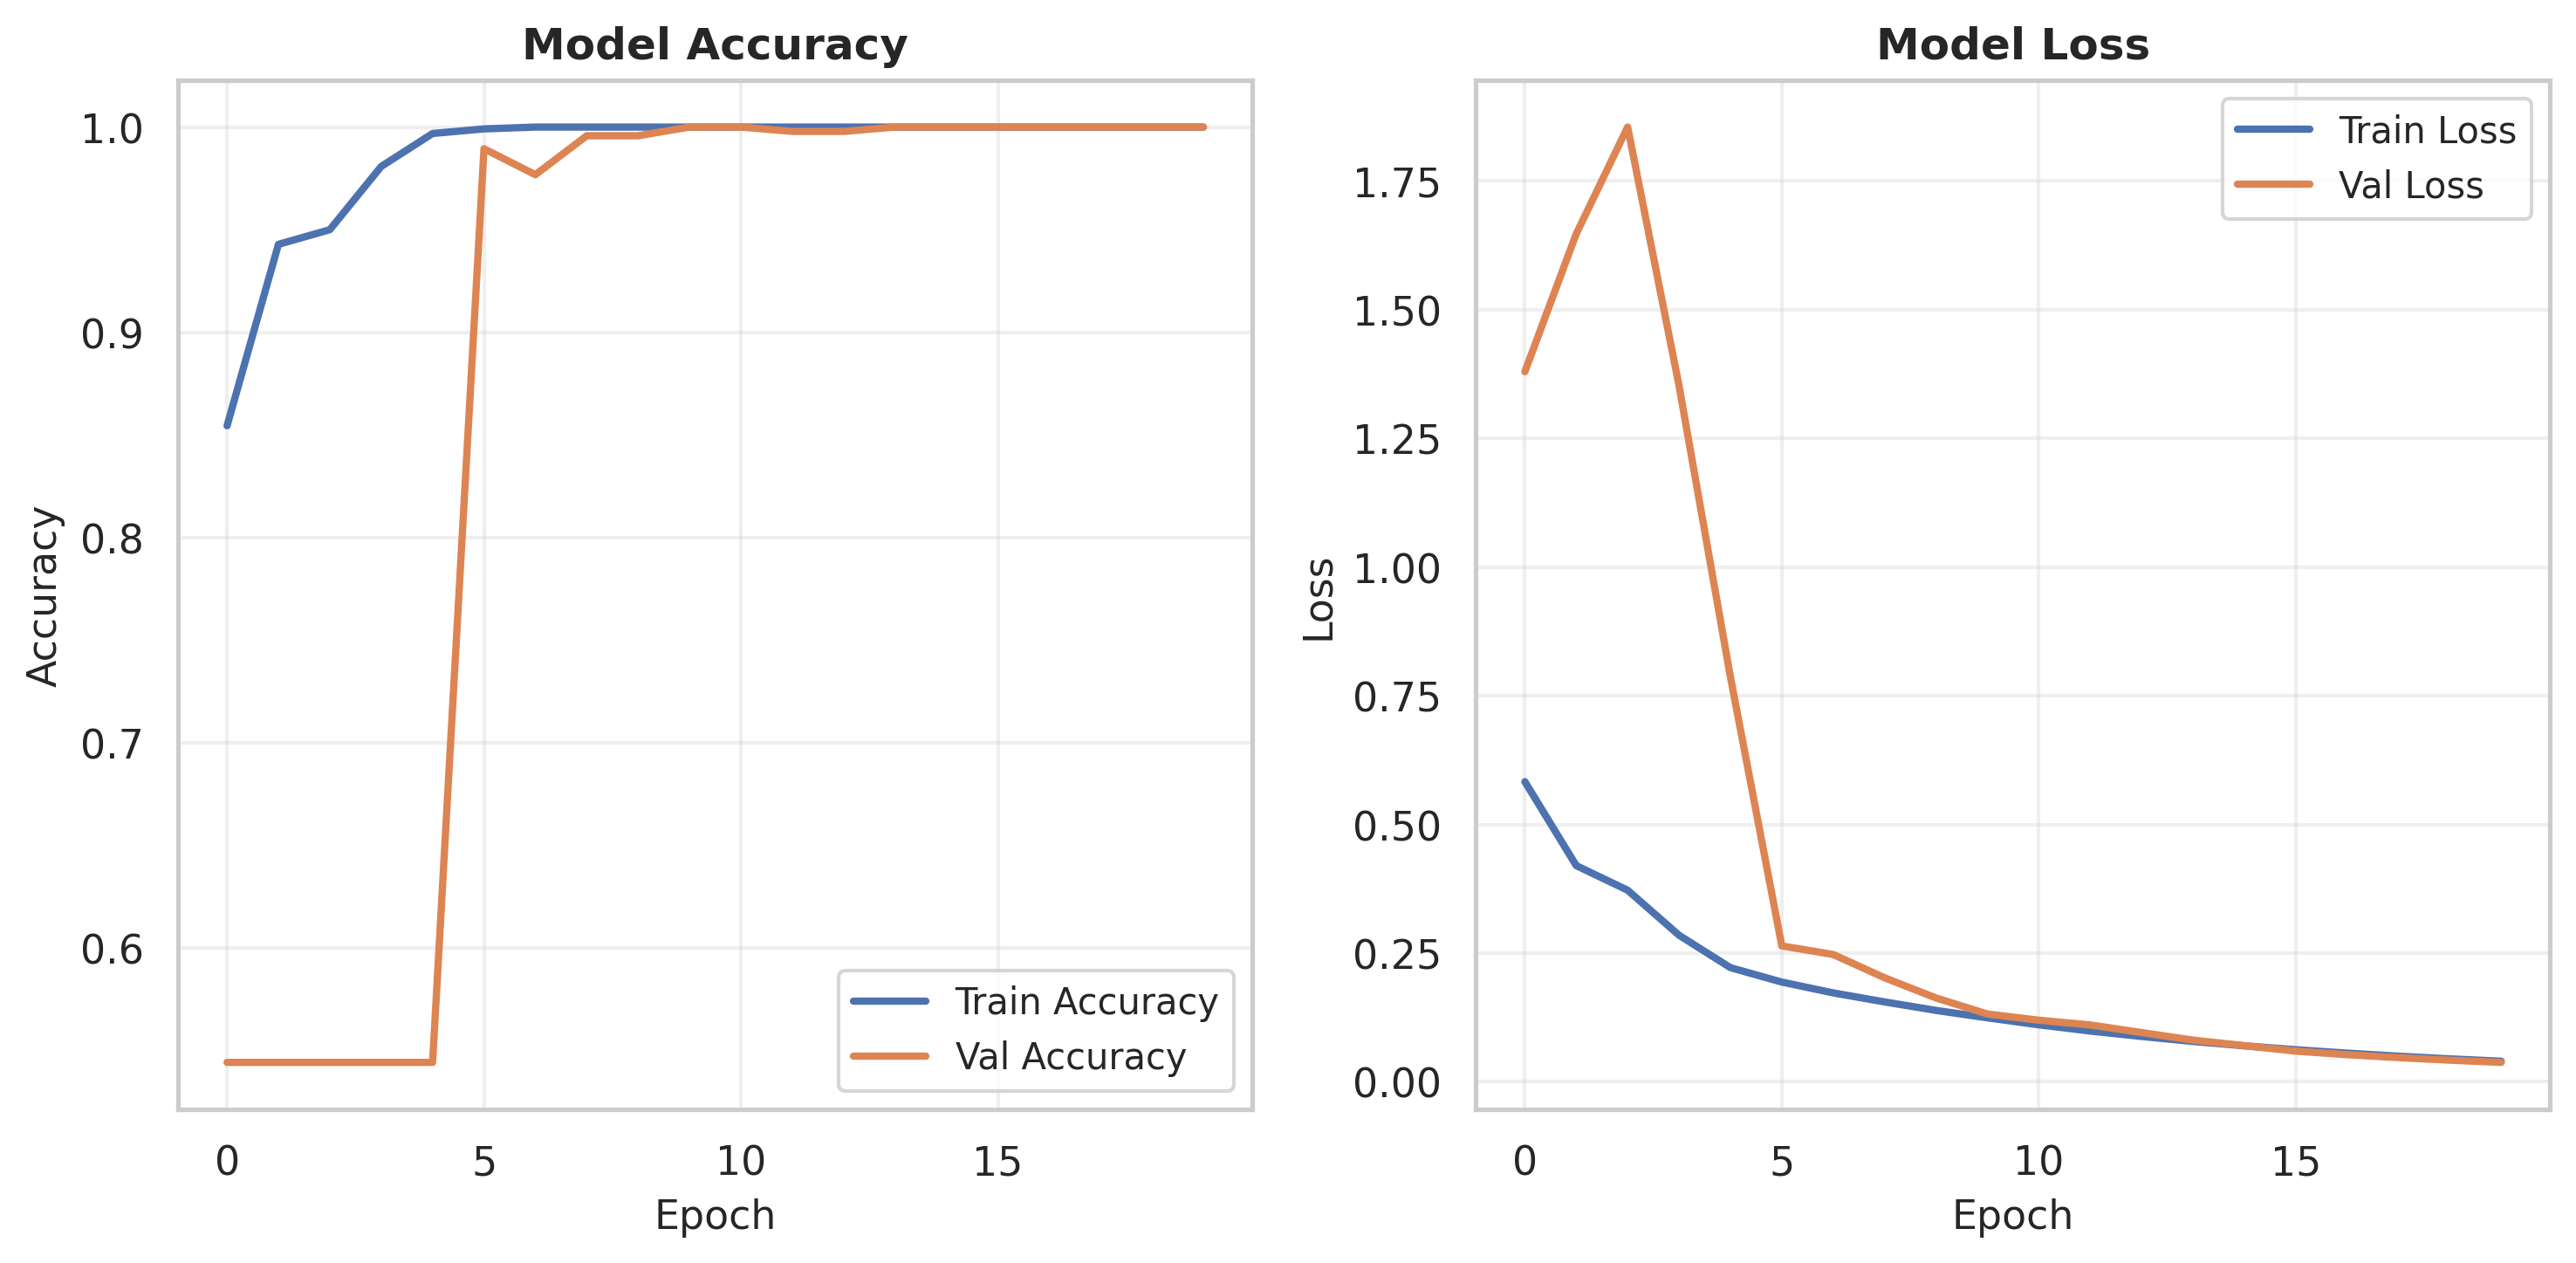 Model Accuracy
1.0
0.9
0.8
0.7
0.6
Accuracy
0
5
10
15
Epoch
Train Accuracy
Val Accuracy
Model Loss
1.75
1.50
1.25
1.00
0.75
0.50
0.25
0.00
Loss
0
5
10
15
Epoch
Train Loss
Val Loss